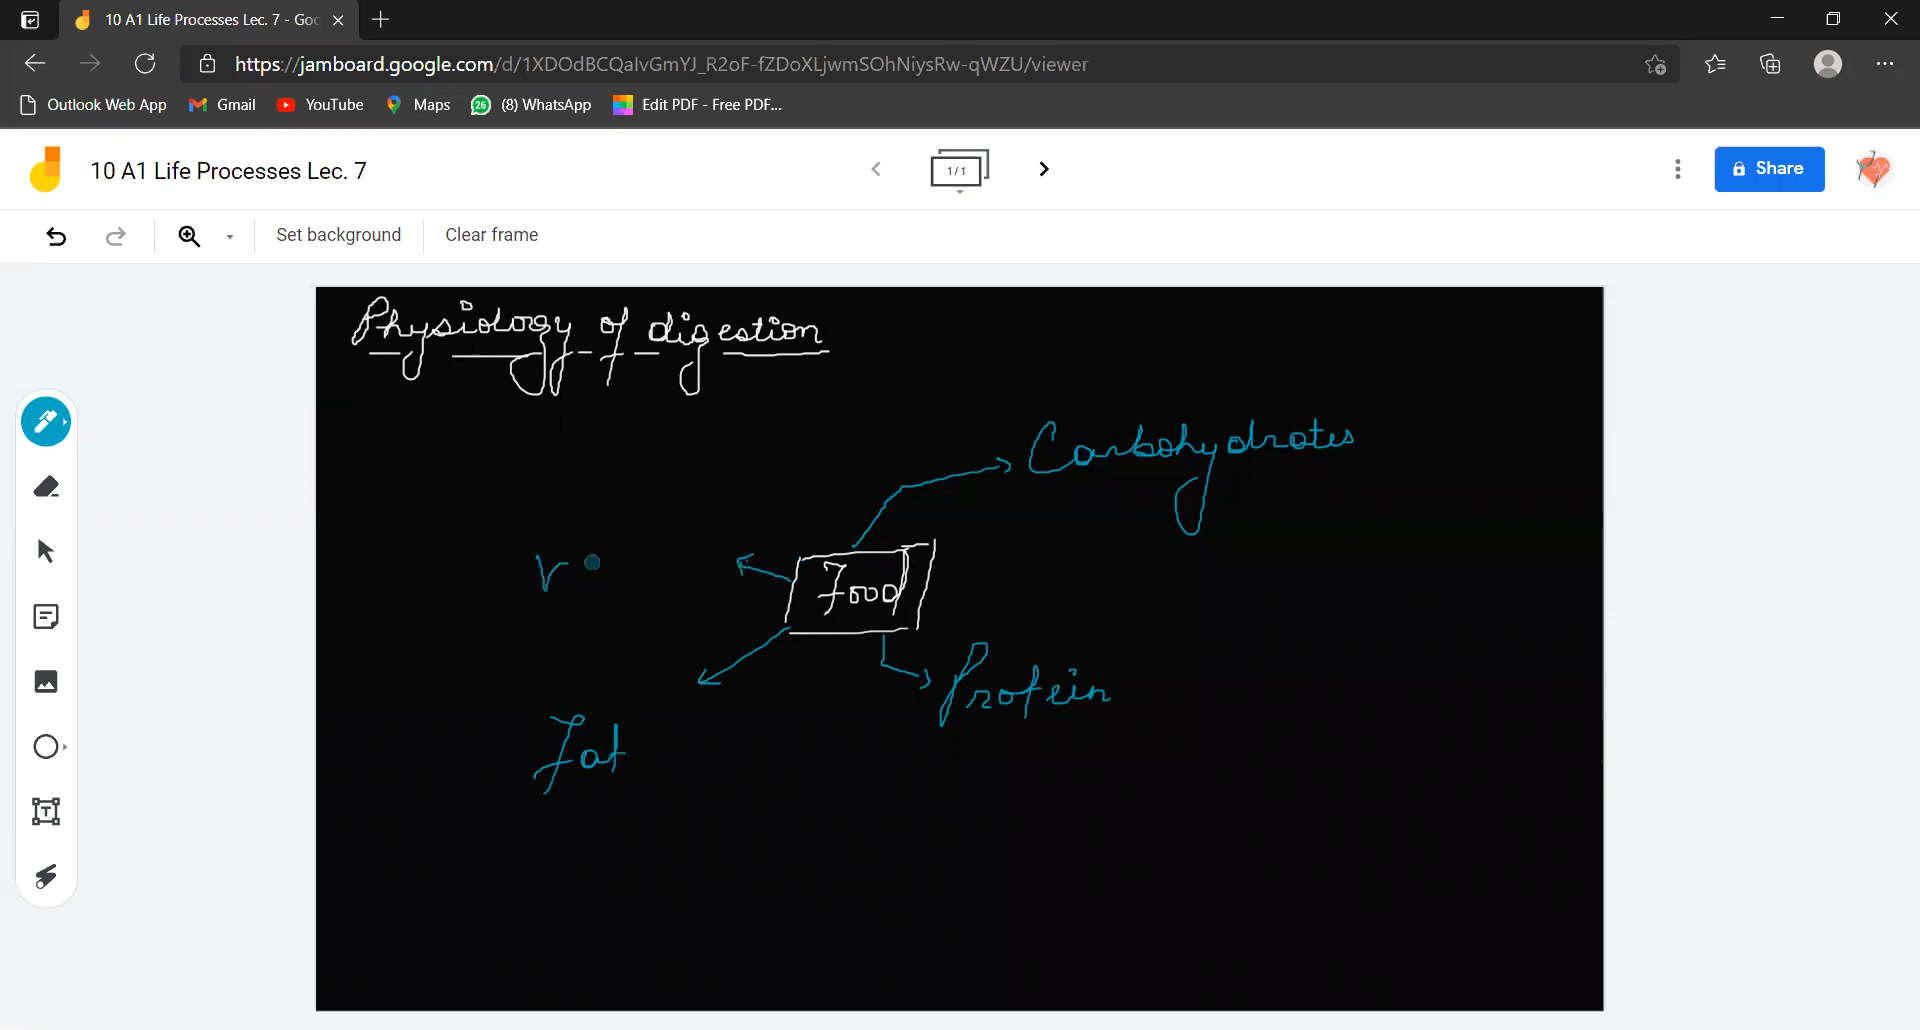 10 A1 Life Processes Lec. 7 - Goo
https://jamboard.google.com/d/1XDOdBCQaIvGmYJ_R2oF-fZDoXLjwmSOhNiysRw-qWZU/viewer
Outlook Web App Gmail YouTube Maps 26 (8) WhatsApp Edit PDF - Free PDF...
10 A1 Life Processes Lec. 7 1/1 Share
Set background Clear frame
Physiology of digestion
Carbohydrates
V
Food
Protein
Fat